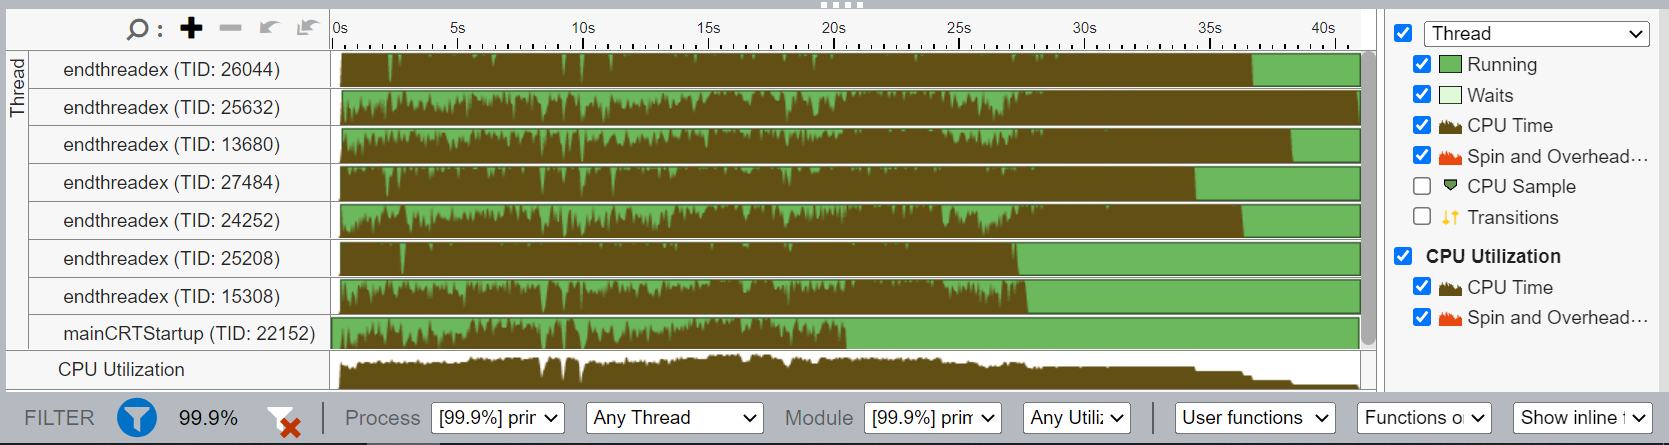 0s 5s 10s 15s 20s 25s 30s 35s 40s
Thread
endthreadex (TID: 26044)
endthreadex (TID: 25632)
endthreadex (TID: 13680)
endthreadex (TID: 27484)
endthreadex (TID: 24252)
endthreadex (TID: 25208)
endthreadex (TID: 15308)
mainCRTStartup (TID: 22152)
CPU Utilization
Thread
Running
Waits
CPU Time
Spin and Overhead...
CPU Sample
Transitions
CPU Utilization
CPU Time
Spin and Overhead...
FILTER 99.9% Process [99.9%] prir Any Thread Module [99.9%] prir Any Utiliz User functions Functions o Show inline f